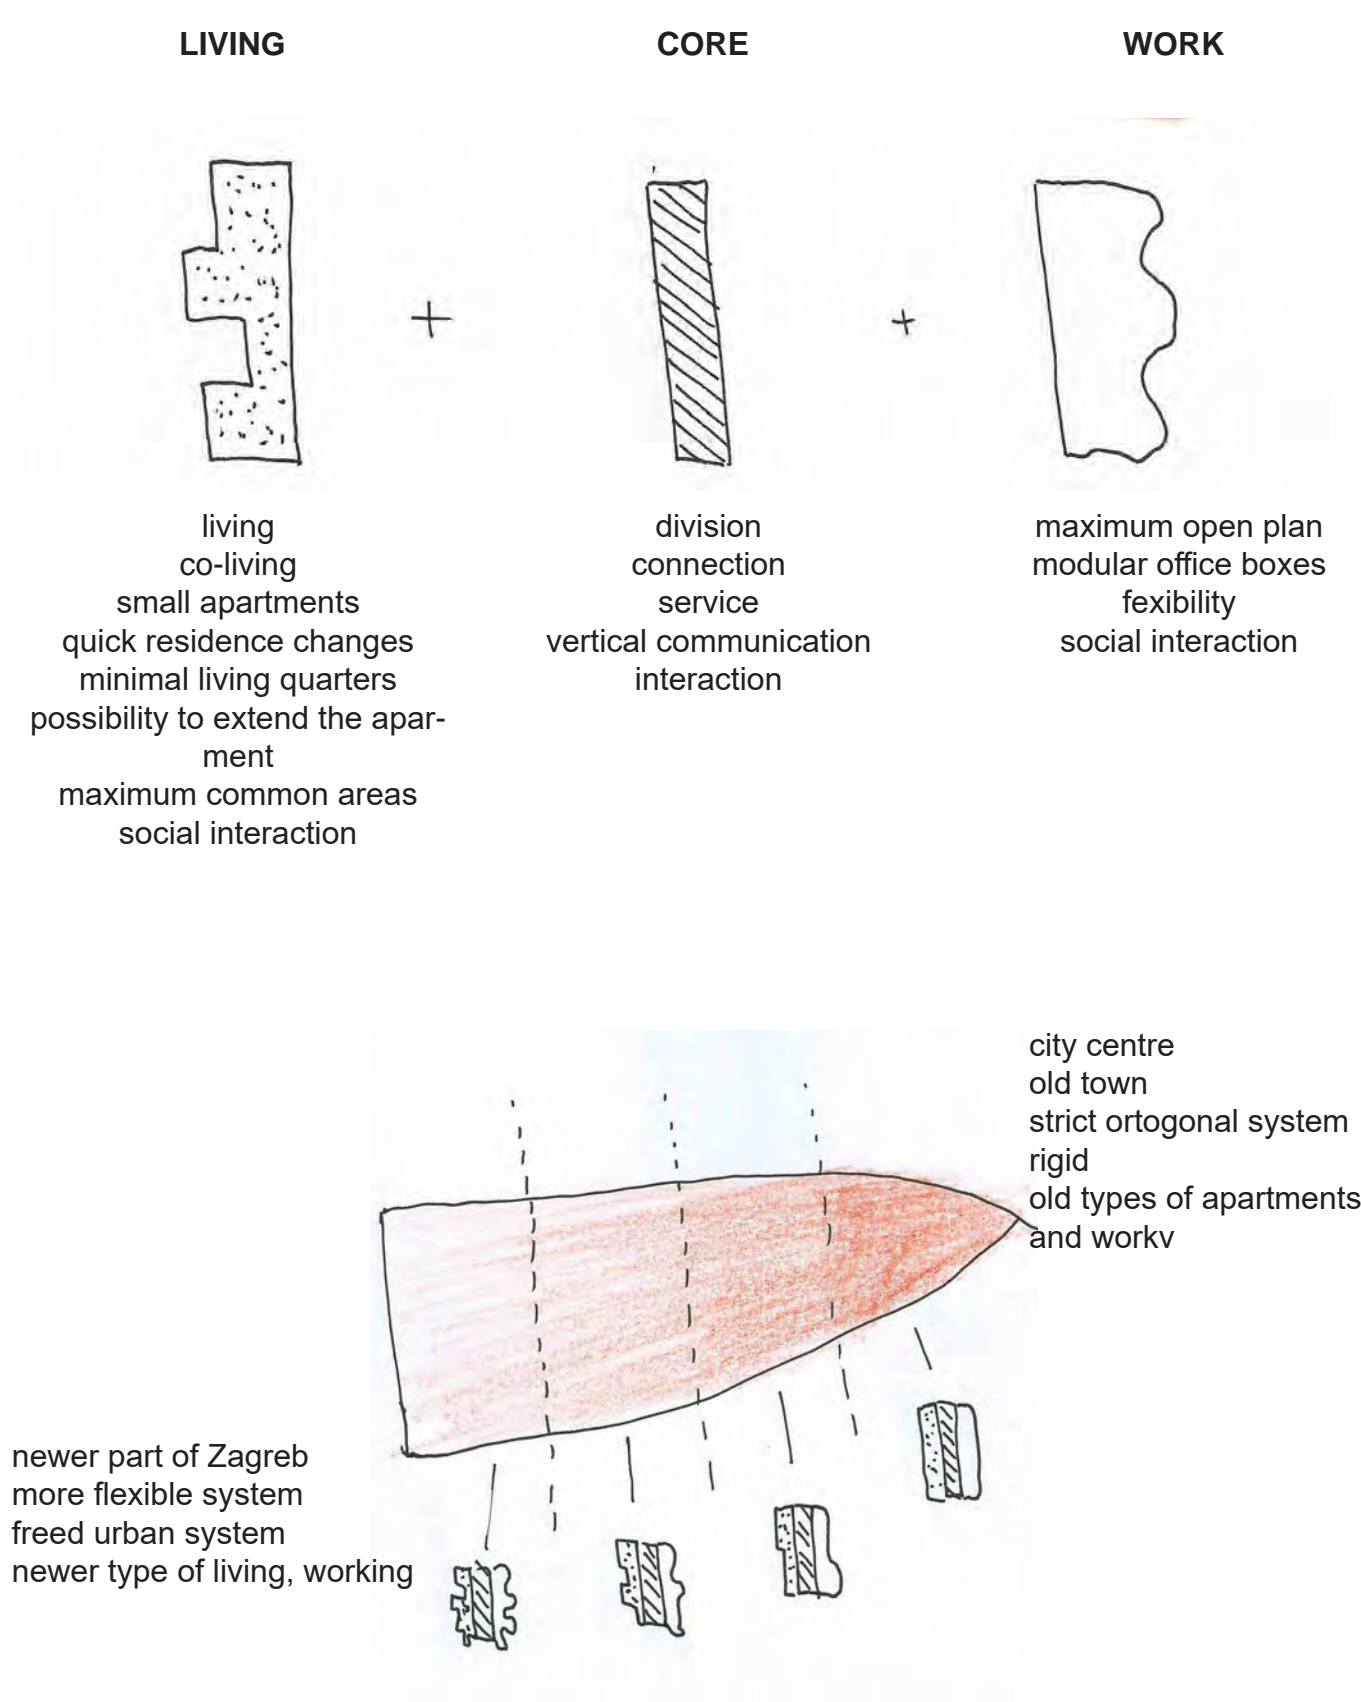 LIVING
CORE
WORK
living
co-living
small apartments
quick residence changes
minimal living quarters
possibility to extend the apar-
ment
maximum common areas
social interaction
division
connection
service
vertical communication
interaction
maximum open plan
modular office boxes
fexibility
social interaction
city centre
old town
strict ortogonal system
rigid
old types of apartments
and workv
newer part of Zagreb
more flexible system
freed urban system
newer type of living, working